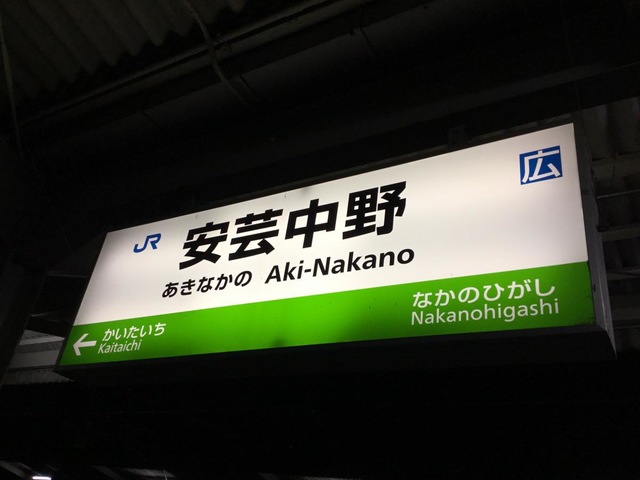 広
JR 安芸中野
あきなかの Aki-Nakano
なかのひがし
Nakanohigashi
← かいたいち
Kaitaichi